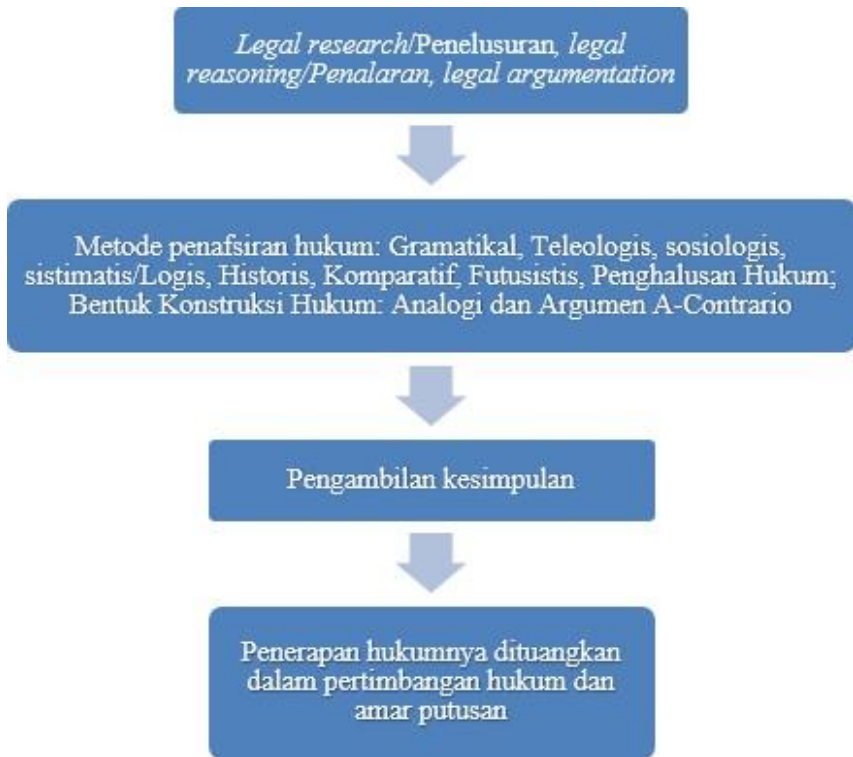 Legal research/Penelusuran, legal
reasoning/Penalaran, legal argumentation
Metode penafsiran hukum: Gramatikal, Teleologis, sosiologis,
sistimatis/Logis, Historis, Komparatif, Futusistis, Penghalusan Hukum;
Bentuk Konstruksi Hukum: Analogi dan Argumen A-Contrario
Pengambilan kesimpulan
Penerapan hukumnya dituangkan
dalam pertimbangan hukum dan
amar putusan